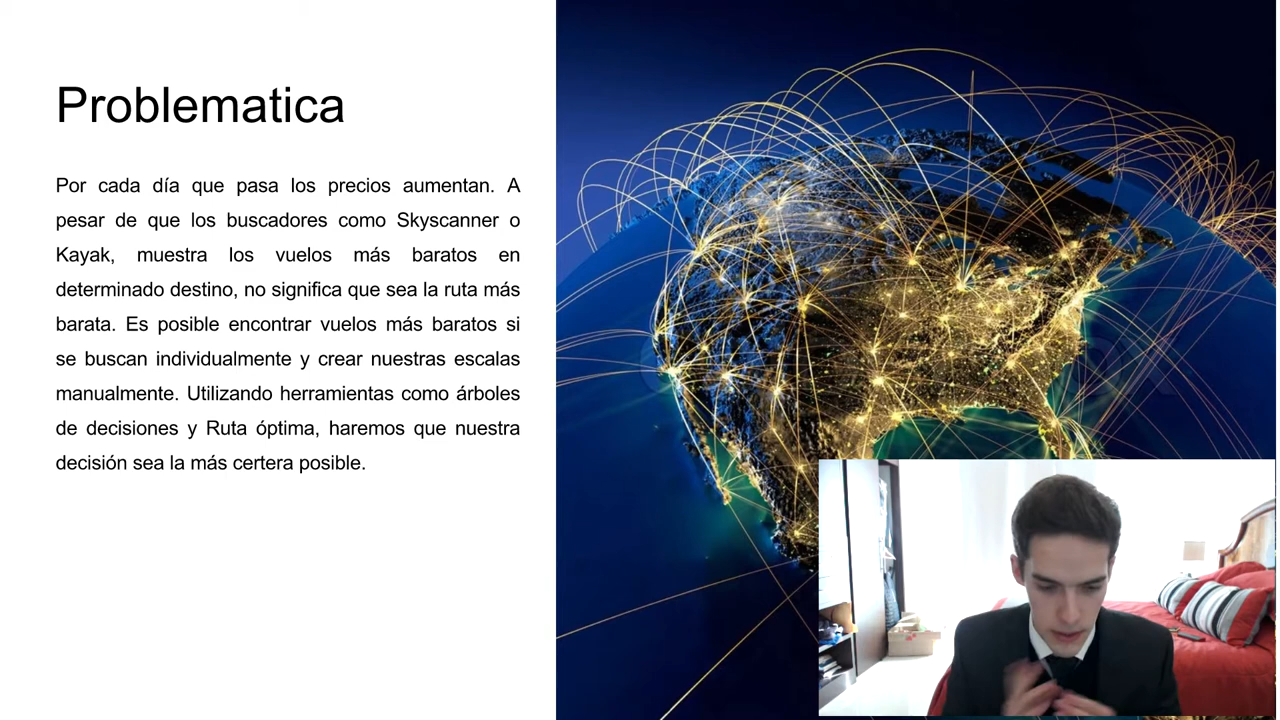 Problematica
Por cada día que pasa los precios aumentan. A
pesar de que los buscadores como Skyscanner o
Kayak, muestra los vuelos más baratos en
determinado destino, no significa que sea la ruta más
barata. Es posible encontrar vuelos más baratos si
se buscan individualmente y crear nuestras escalas
manualmente. Utilizando herramientas como árboles
de decisiones y Ruta óptima, haremos que nuestra
decisión sea la más certera posible.